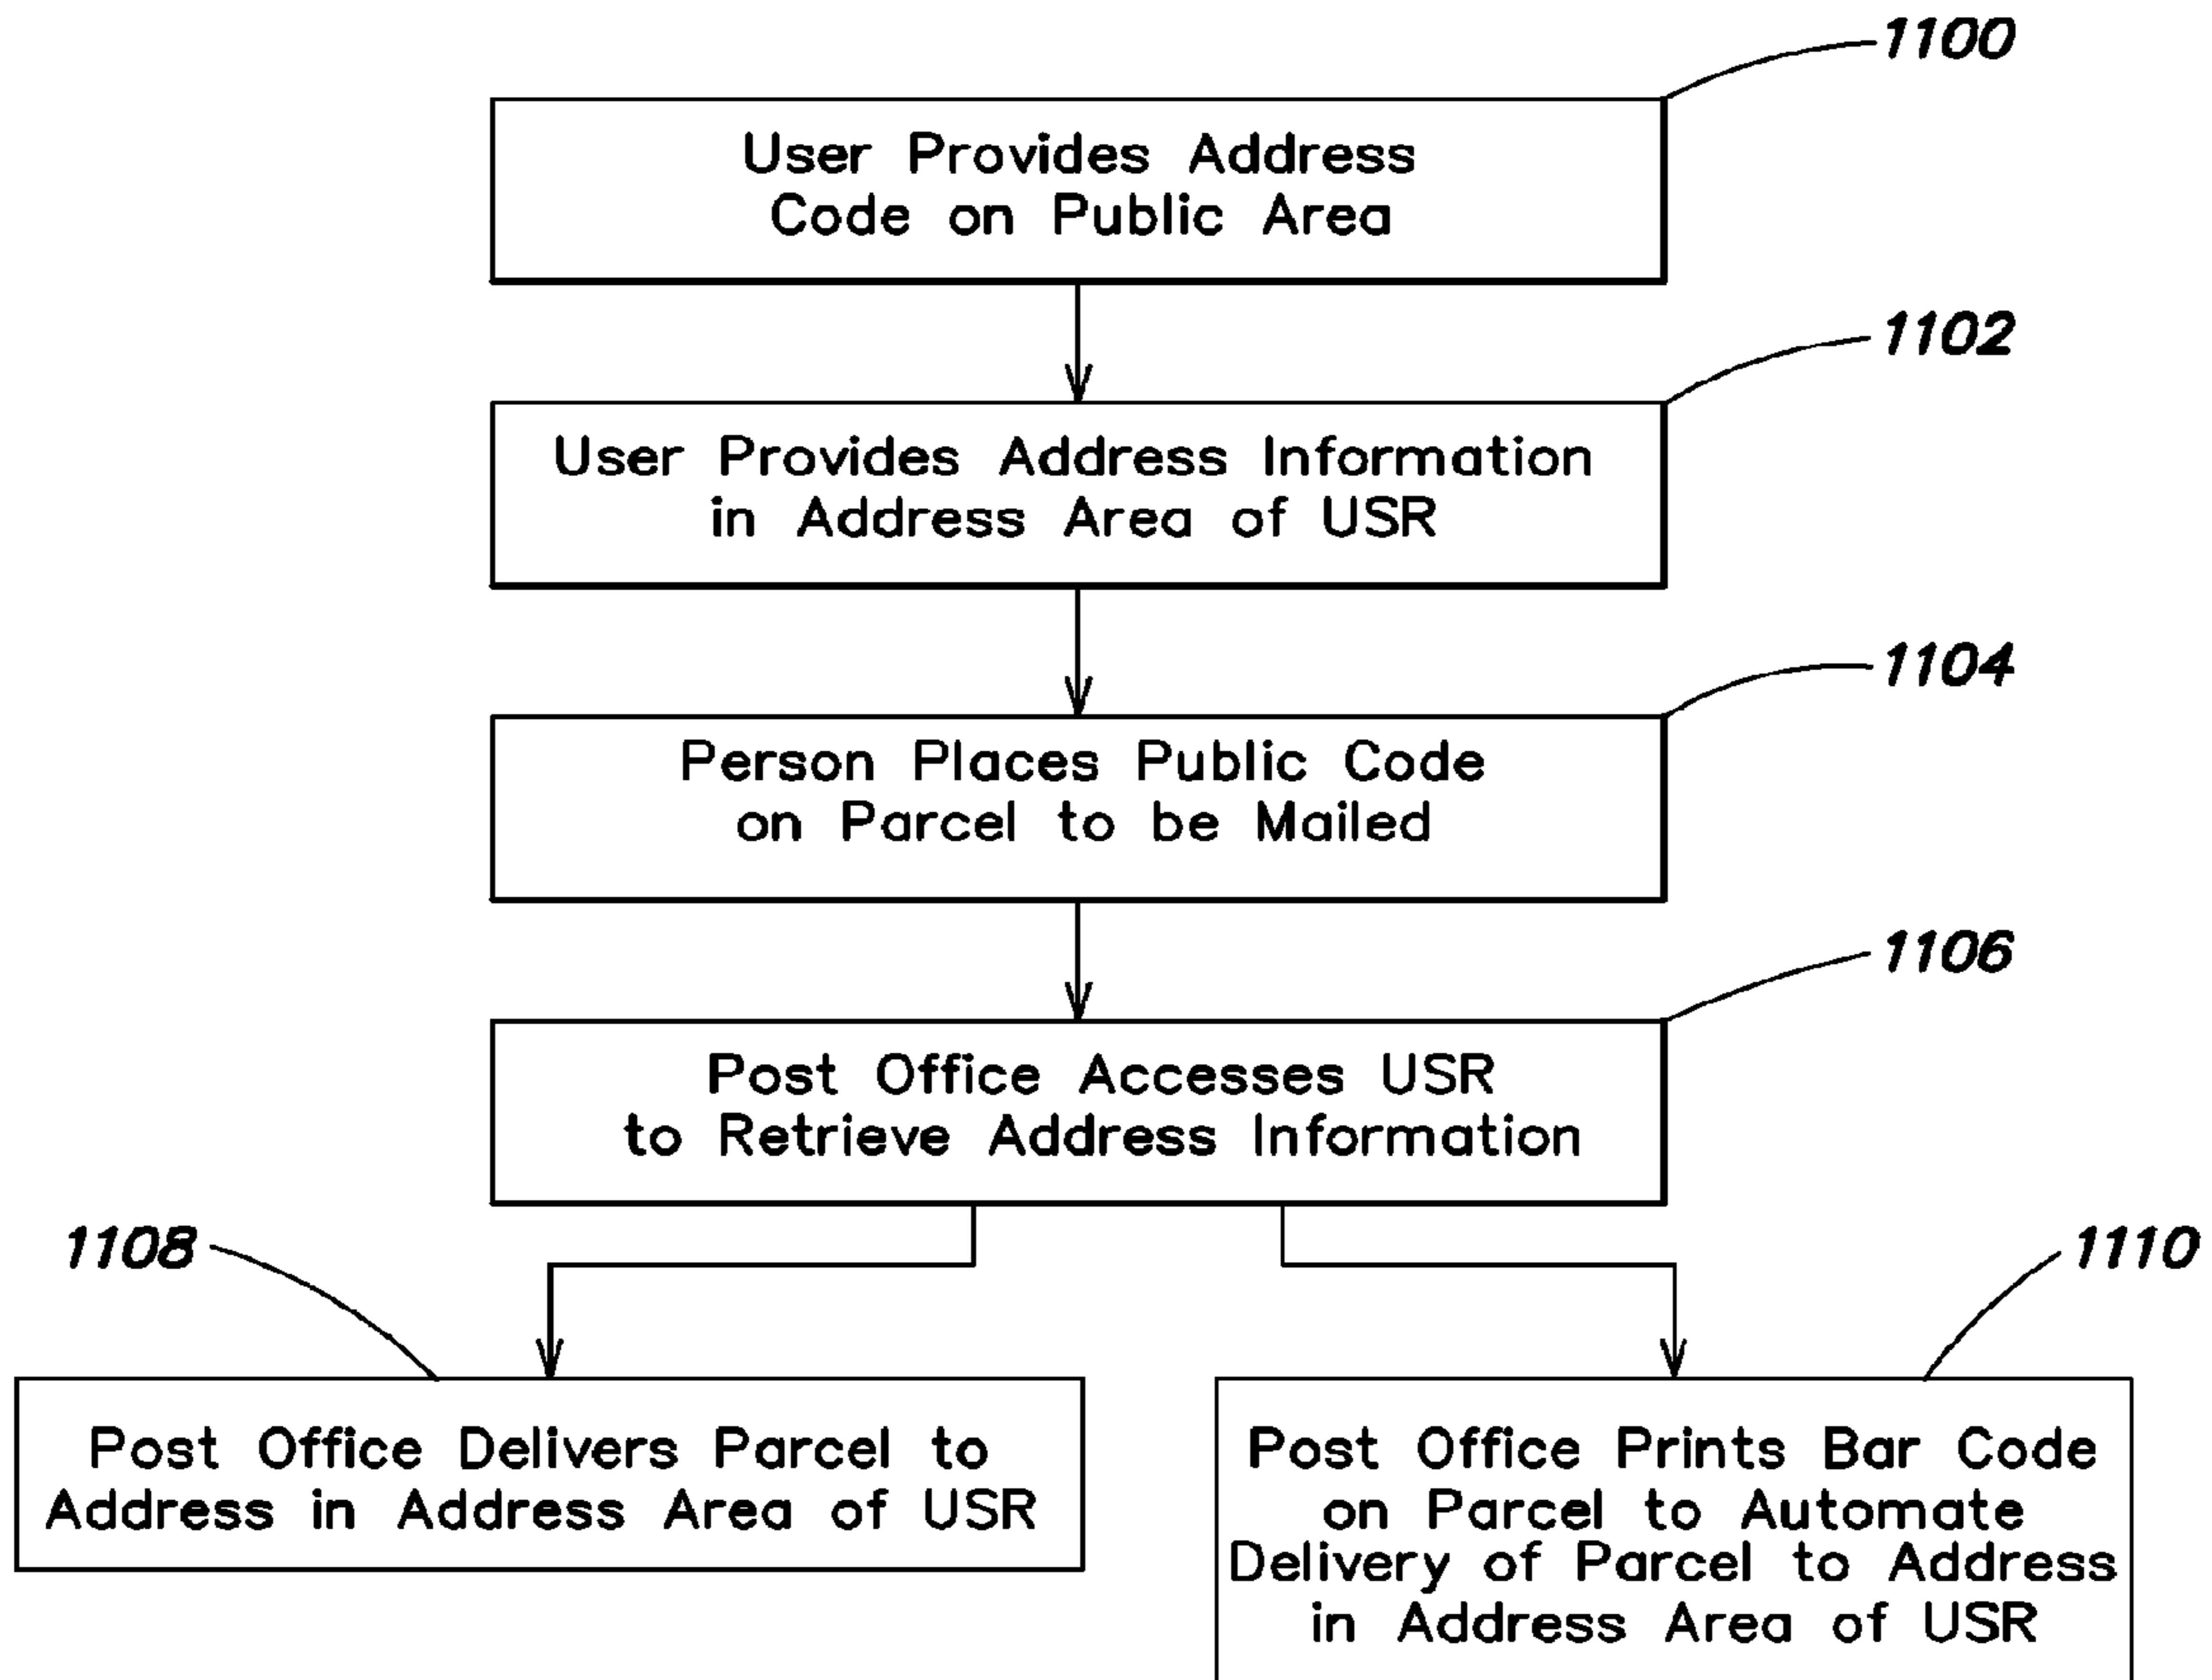 1100
User Provides Address
Code on Public Area
1102
User Provides Address Information
in Address Area of USR
1104
Person Places Public Code
on Parcel to be Mailed
1106
Post Office Accesses USR
to Retrieve Address Information
1108
Post Office Delivers Parcel to
Address in Address Area of USR
1110
Post Office Prints Bar Code
on Parcel to Automate
Delivery of Parcel to Address
in Address Area of USR